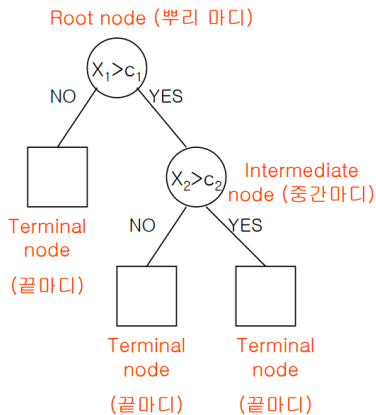 Root node (뿌리 마디)
X₁>c₁
NO
YES
X₂>c₂
Intermediate
node (중간마디)
Terminal
node
(끝마디)
NO
YES
Terminal
node
(끝마디)
Terminal
node
(끝마디)